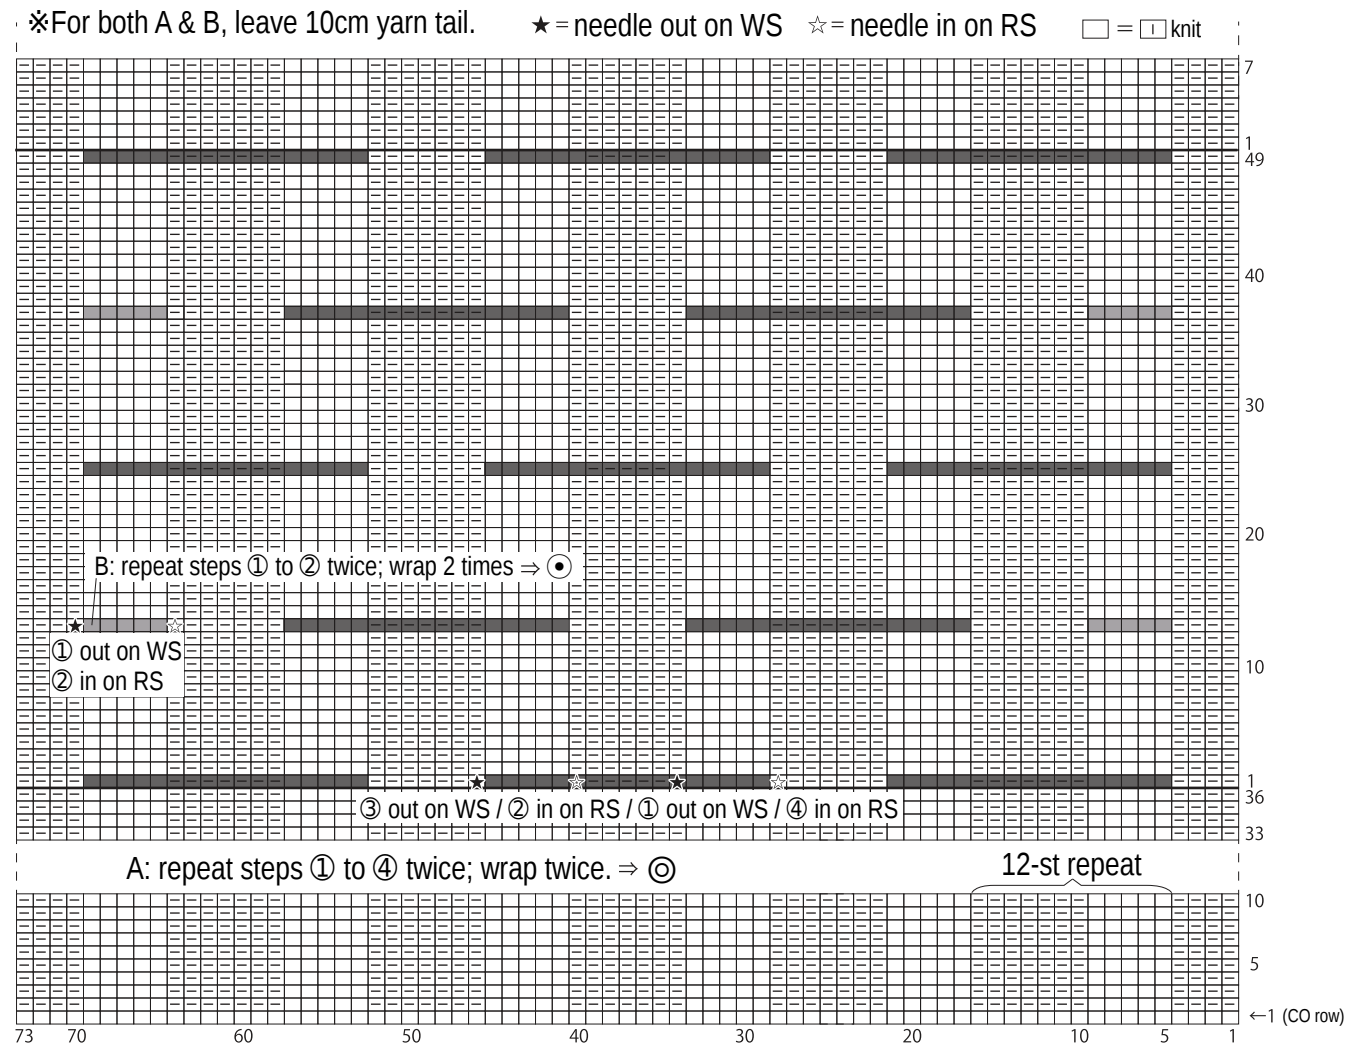 ※For both A & B, leave 10cm yarn tail. ★ = needle out on WS ☆ = needle in on RS □ = ｜ knit
7
1
49
40
30
20
B: repeat steps ① to ② twice; wrap 2 times ⇒ ⦿
★ ☆
① out on WS
② in on RS
10
★ ☆ ★ ☆ 1
36
③ out on WS / ② in on RS / ① out on WS / ④ in on RS
33
A: repeat steps ① to ④ twice; wrap twice. ⇒ ◎ 12-st repeat
10
5
←1 (CO row)
73 70 60 50 40 30 20 10 5 1